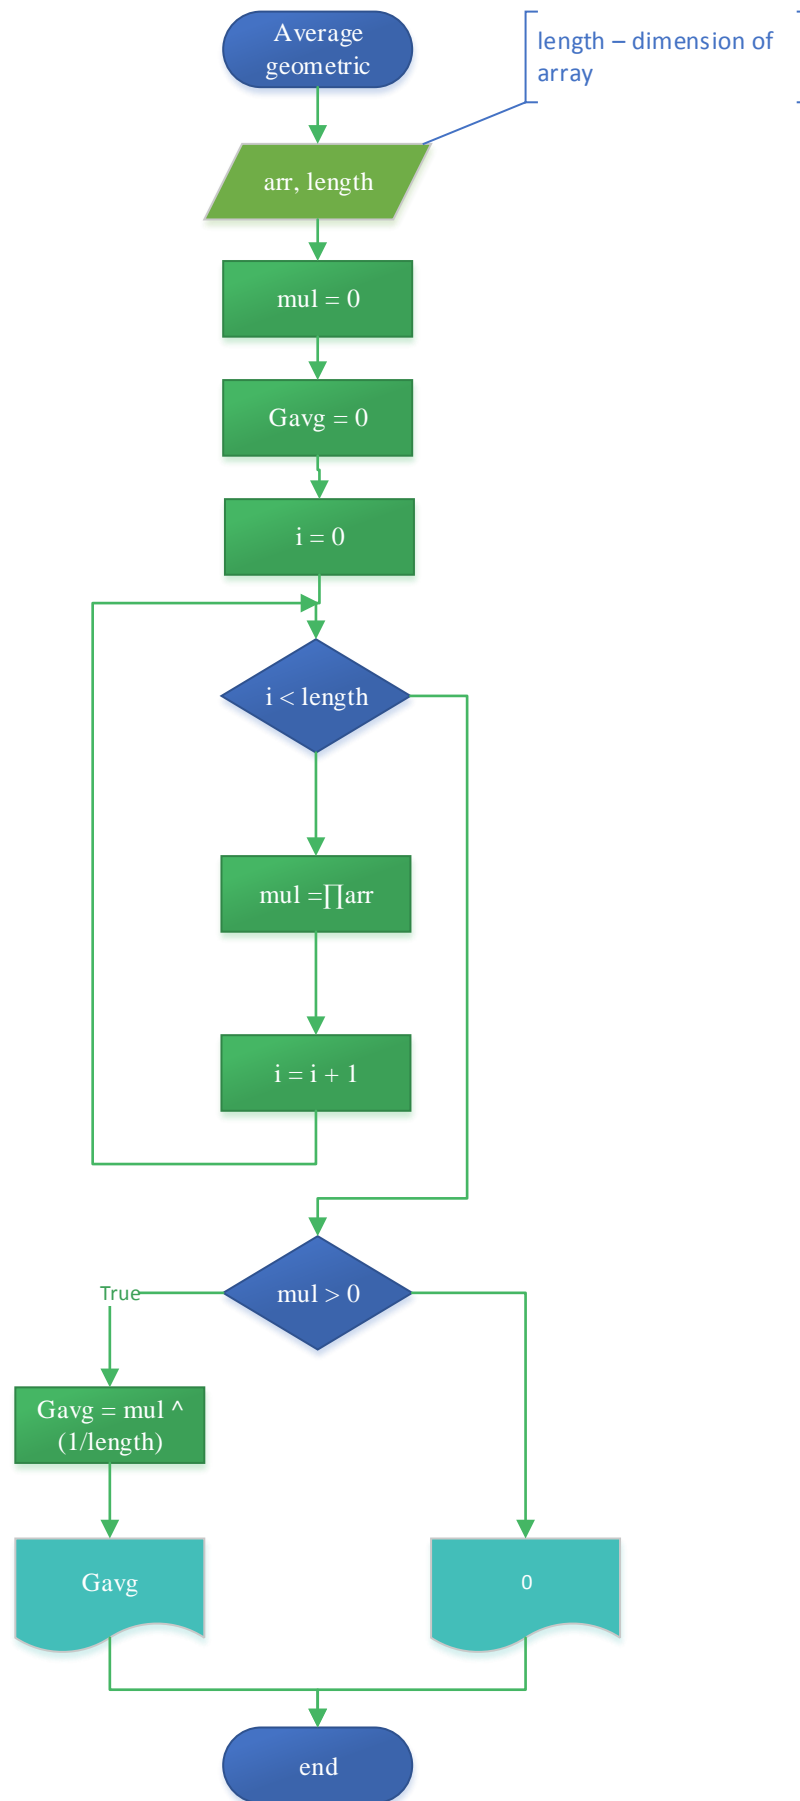 Average
geometric
length – dimension of
array
arr, length
mul = 0
Gavg = 0
i = 0
i < length
mul =∏arr
i = i + 1
mul > 0
True
Gavg = mul ^
(1/length)
Gavg
0
end